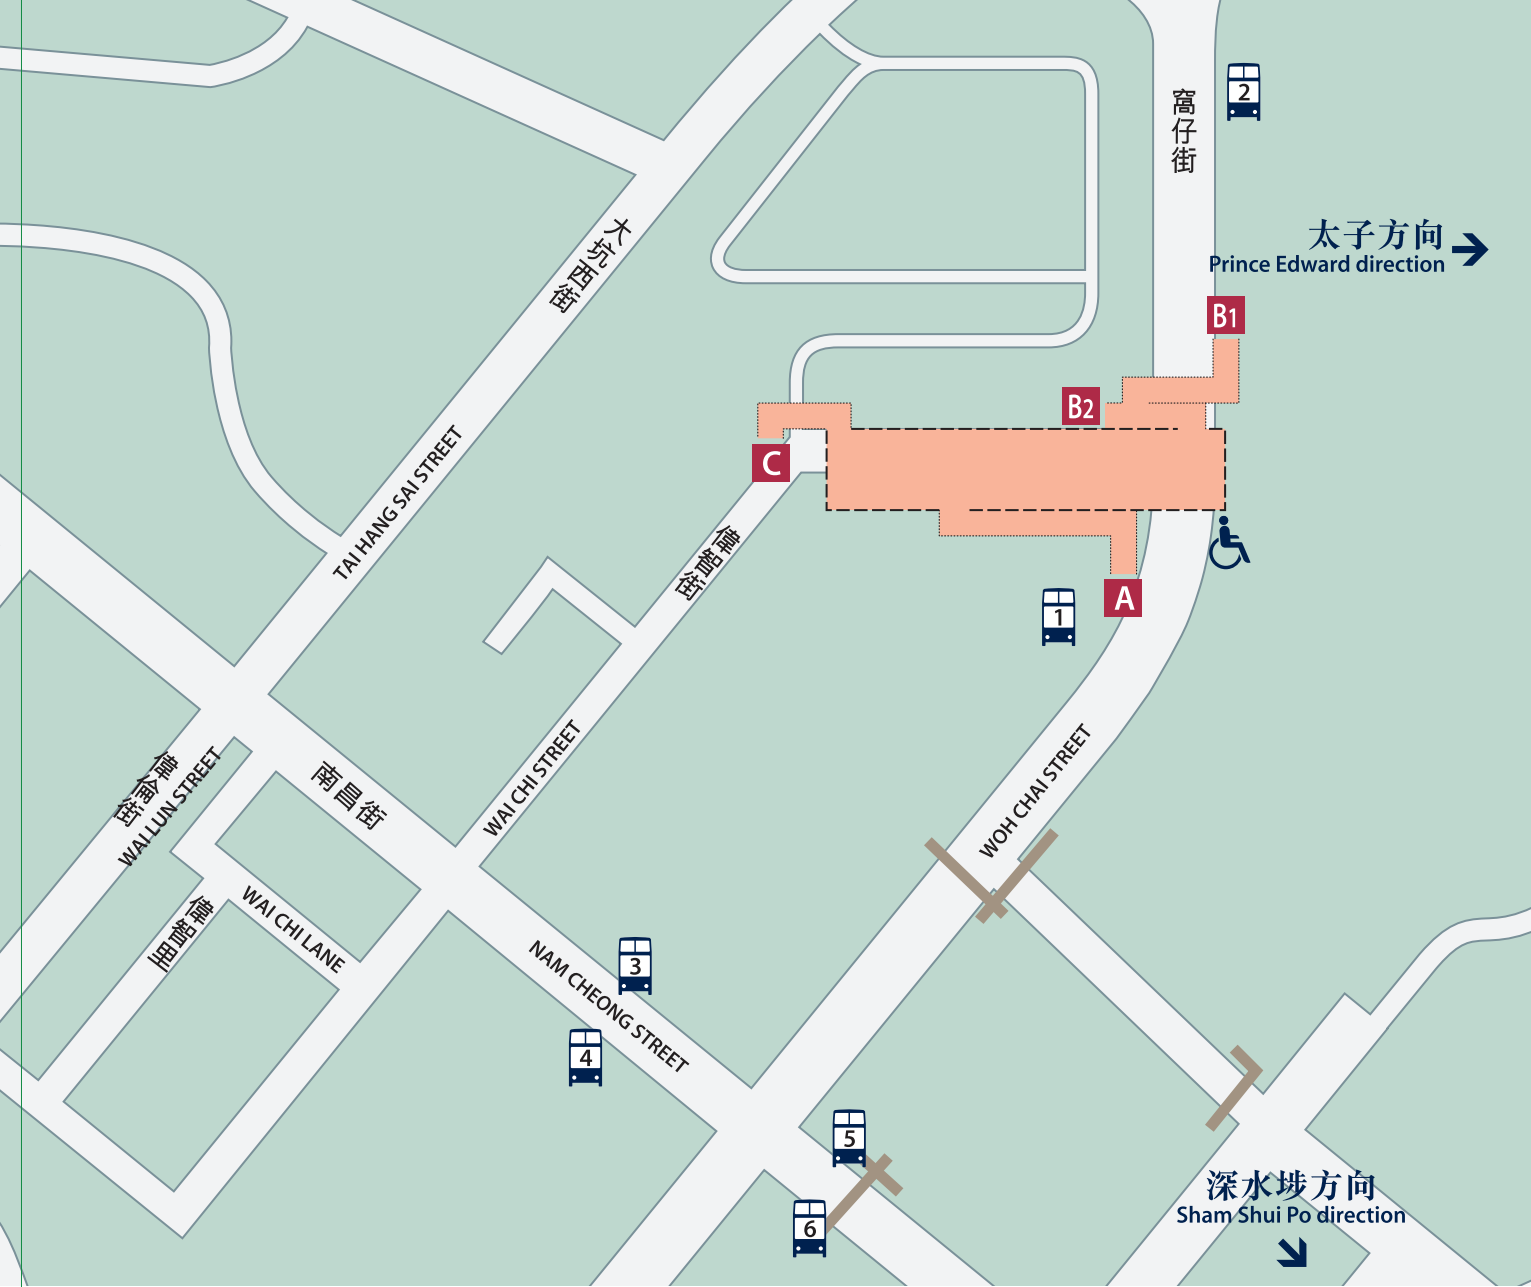 2
窩仔街
太子方向
Prince Edward direction
大坑西街
B1
B2
C
TAI HANG SAI STREET
偉智街
A
1
WAI CHI STREET
WOH CHAI STREET
偉倫街
WAI LUN STREET
南昌街
WAI CHI LANE
偉智里
NAM CHEONG STREET
3
4
5
6
深水埗方向
Sham Shui Po direction